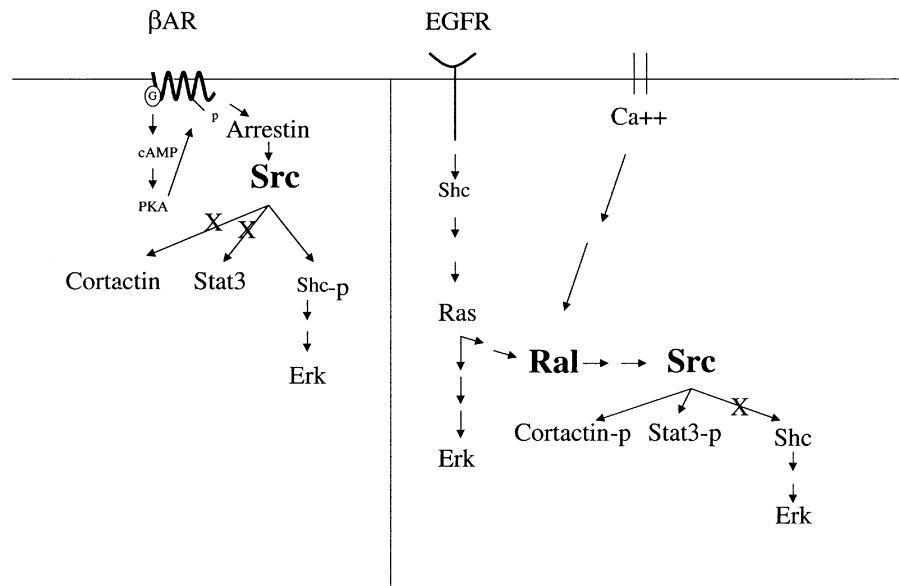 βAR
EGFR
G
p
Arrestin
Ca++
cAMP
Src
Shc
PKA
X
X
Cortactin
Stat3
Shc-p
Ras
Ral
Src
Erk
X
Cortactin-p
Stat3-p
Shc
Erk
Erk